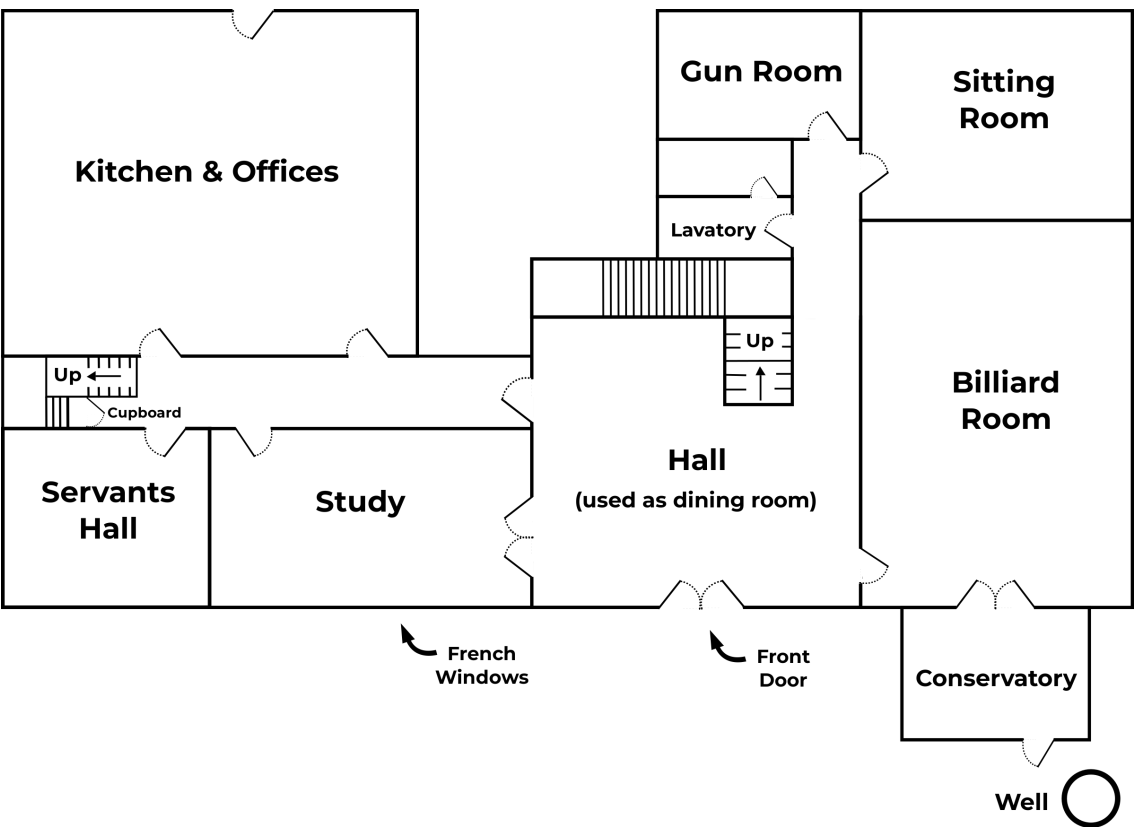 Gun Room
Sitting
Room
Kitchen & Offices
Lavatory
Up
Up
Cupboard
Billiard
Room
Hall
(used as dining room)
Servants
Hall
Study
French
Windows
Front
Door
Conservatory
Well